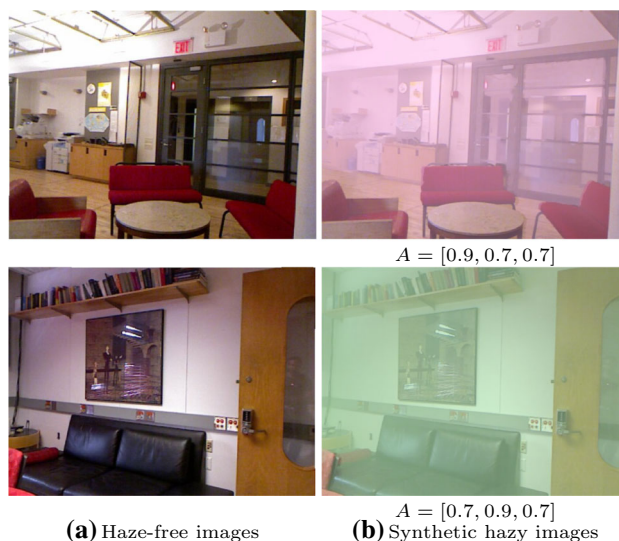 EXIT
EXIT
A = [0.9, 0.7, 0.7]
A = [0.7, 0.9, 0.7]
(a) Haze-free images (b) Synthetic hazy images